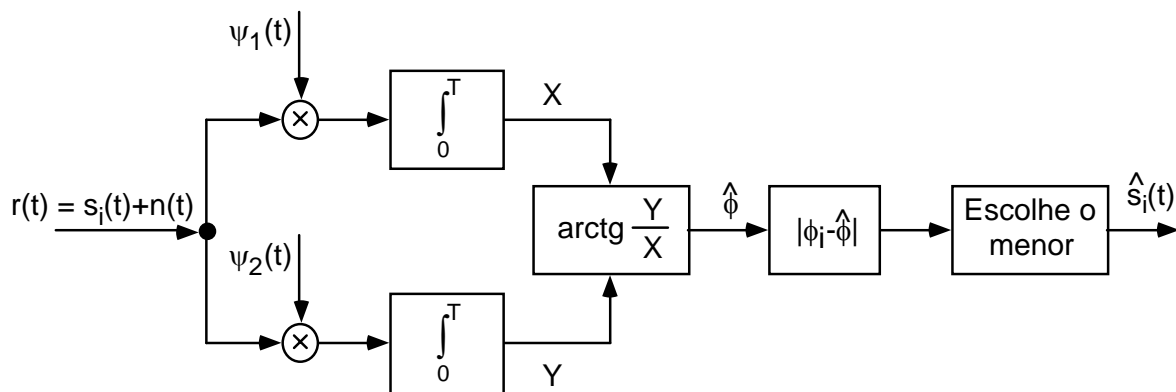 ψ₁(t)
X
∫₀ᵀ
r(t) = sᵢ(t)+n(t)
×
arctg Y/X
ϕ̂
|ϕᵢ-ϕ̂|
Escolhe o
menor
ŝᵢ(t)
ψ₂(t)
×
∫₀ᵀ
Y